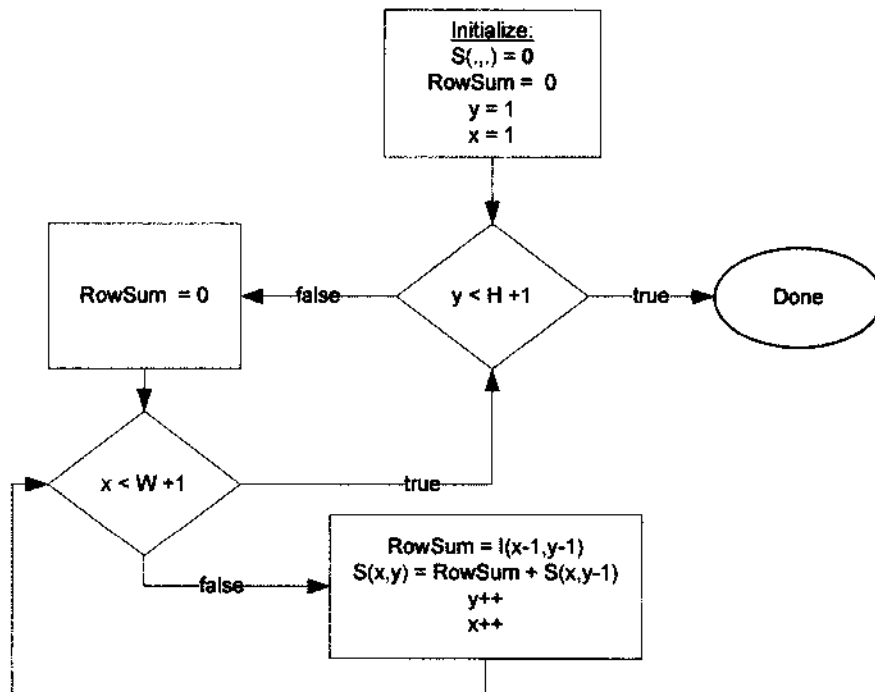 Initialize:
S(.,.) = 0
RowSum = 0
y = 1
x = 1
RowSum = 0
false
y < H +1
true
Done
x < W +1
true
false
RowSum = I(x-1,y-1)
S(x,y) = RowSum + S(x,y-1)
y++
x++